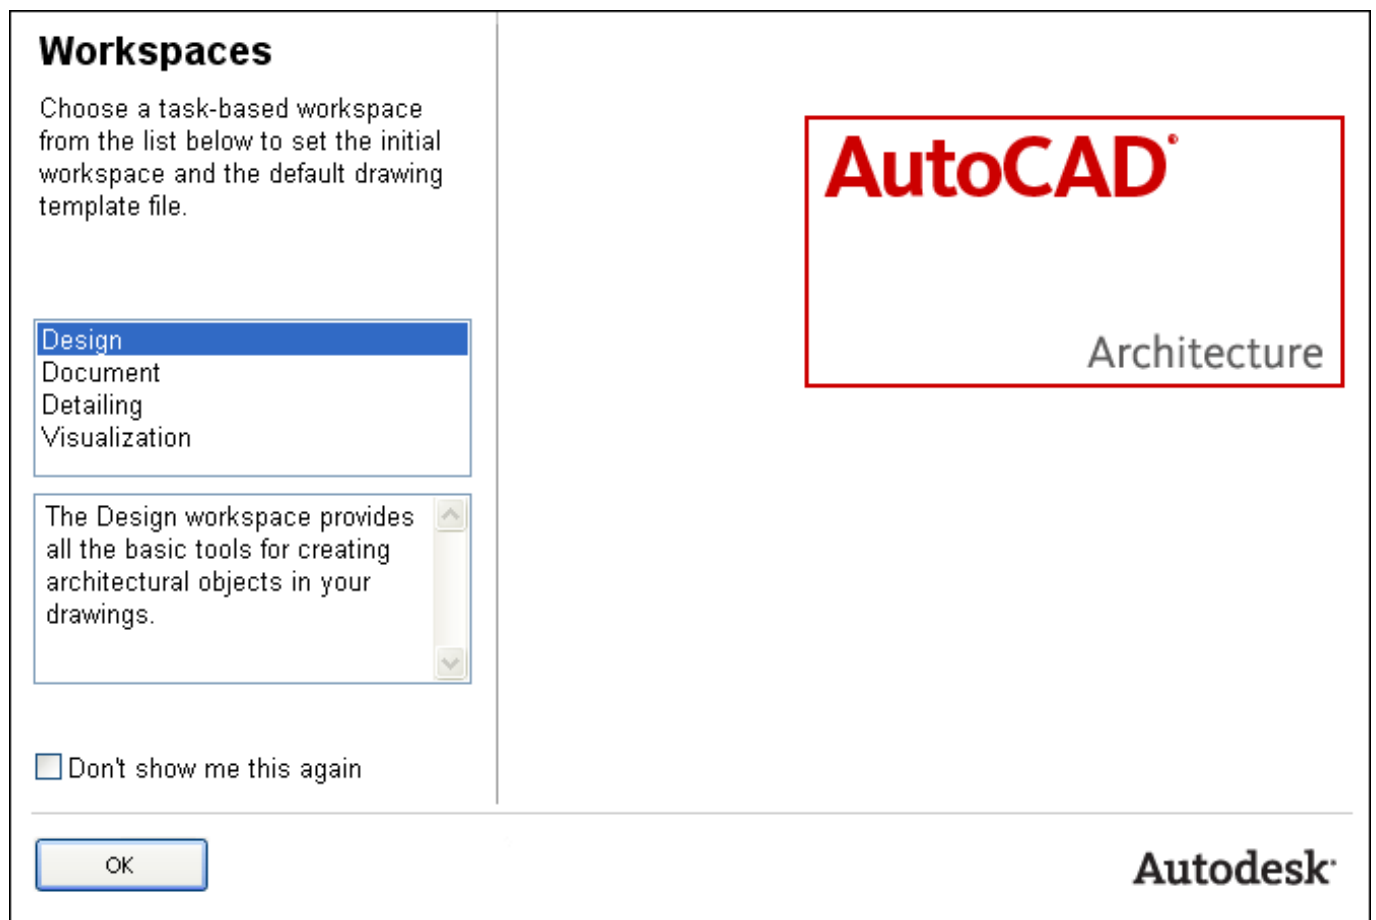 Workspaces
Choose a task-based workspace
from the list below to set the initial
workspace and the default drawing
template file.
Design
Document
Detailing
Visualization
The Design workspace provides
all the basic tools for creating
architectural objects in your
drawings.
Don't show me this again
OK
AutoCAD
Architecture
Autodesk